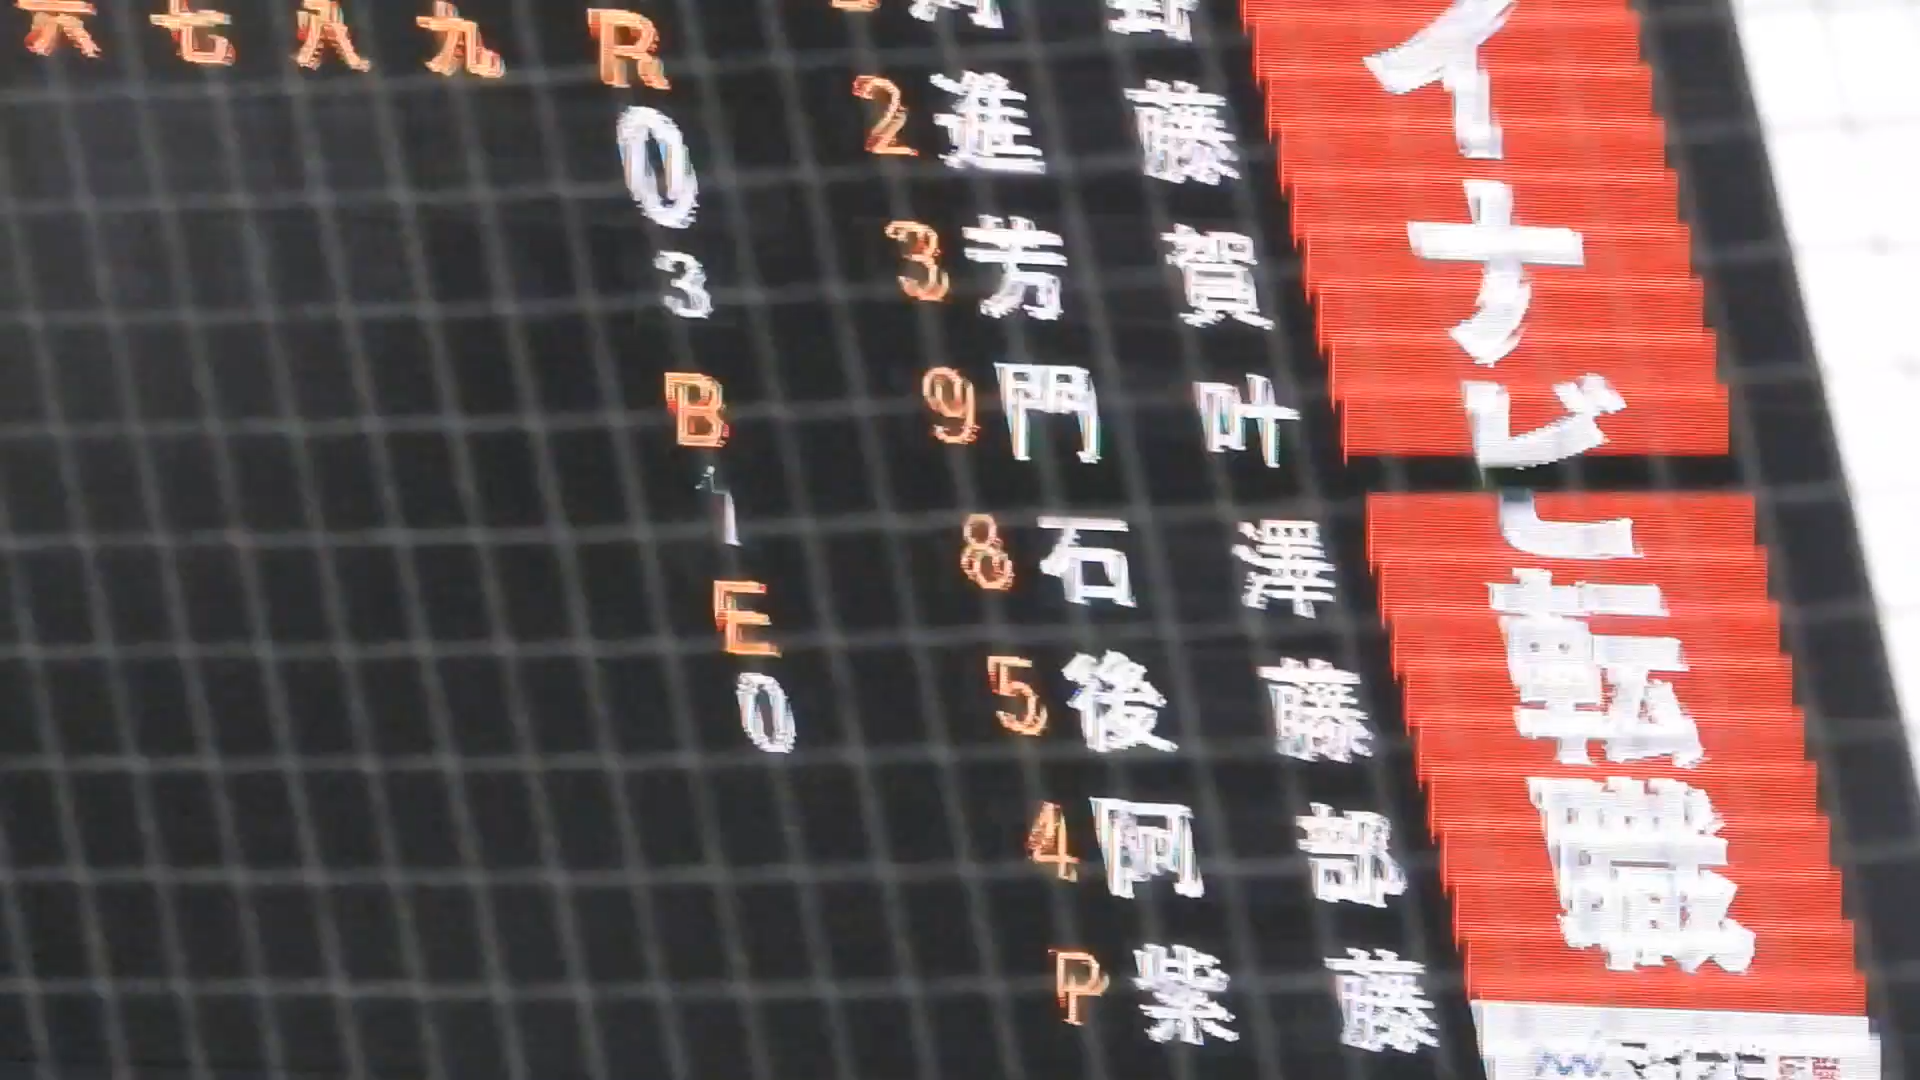 六 七 八 九 R
0
3
B
1
E
0
野
2 進 藤
3 芳 賀
9 門 叶
8 石 澤
5 後 藤
4 阿 部
P 紫 藤
イナビ転職